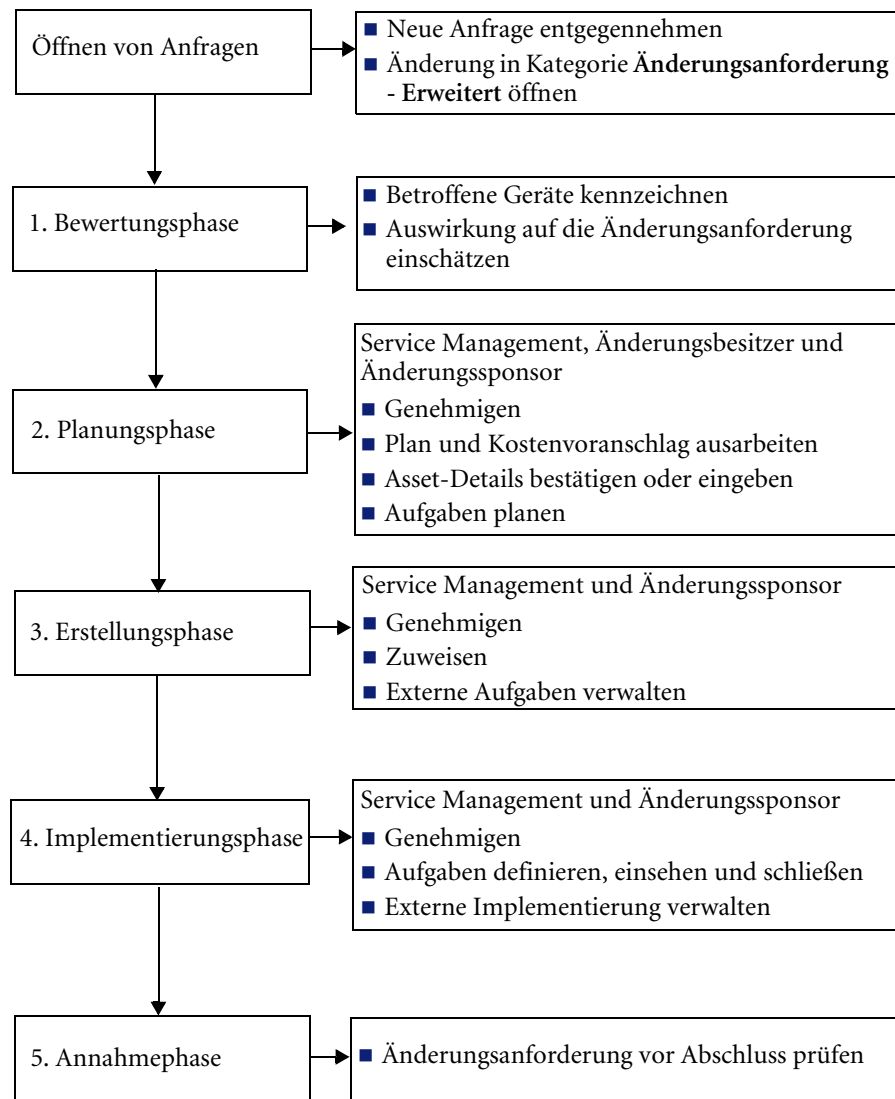 Öffnen von Anfragen
■ Neue Anfrage entgegennehmen
■ Änderung in Kategorie Änderungsanforderung
- Erweitert öffnen
1. Bewertungsphase
■ Betroffene Geräte kennzeichnen
■ Auswirkung auf die Änderungsanforderung
einschätzen
2. Planungsphase
Service Management, Änderungsbesitzer und
Änderungssponsor
■ Genehmigen
■ Plan und Kostenvoranschlag ausarbeiten
■ Asset-Details bestätigen oder eingeben
■ Aufgaben planen
3. Erstellungsphase
Service Management und Änderungssponsor
■ Genehmigen
■ Zuweisen
■ Externe Aufgaben verwalten
4. Implementierungsphase
Service Management und Änderungssponsor
■ Genehmigen
■ Aufgaben definieren, einsehen und schließen
■ Externe Implementierung verwalten
5. Annahmephase
■ Änderungsanforderung vor Abschluss prüfen